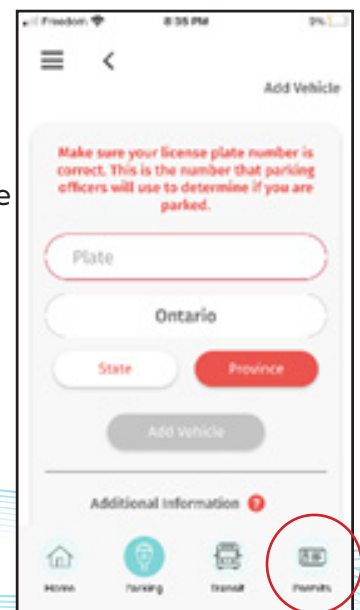 Freedom 8:35 PM
Add Vehicle
Make sure your license plate number is
correct. This is the number that parking
officers will use to determine if you are
parked.
e
Plate
Ontario
State Province
Add Vehicle
Additional Information ?
Home Parking Transit Permits